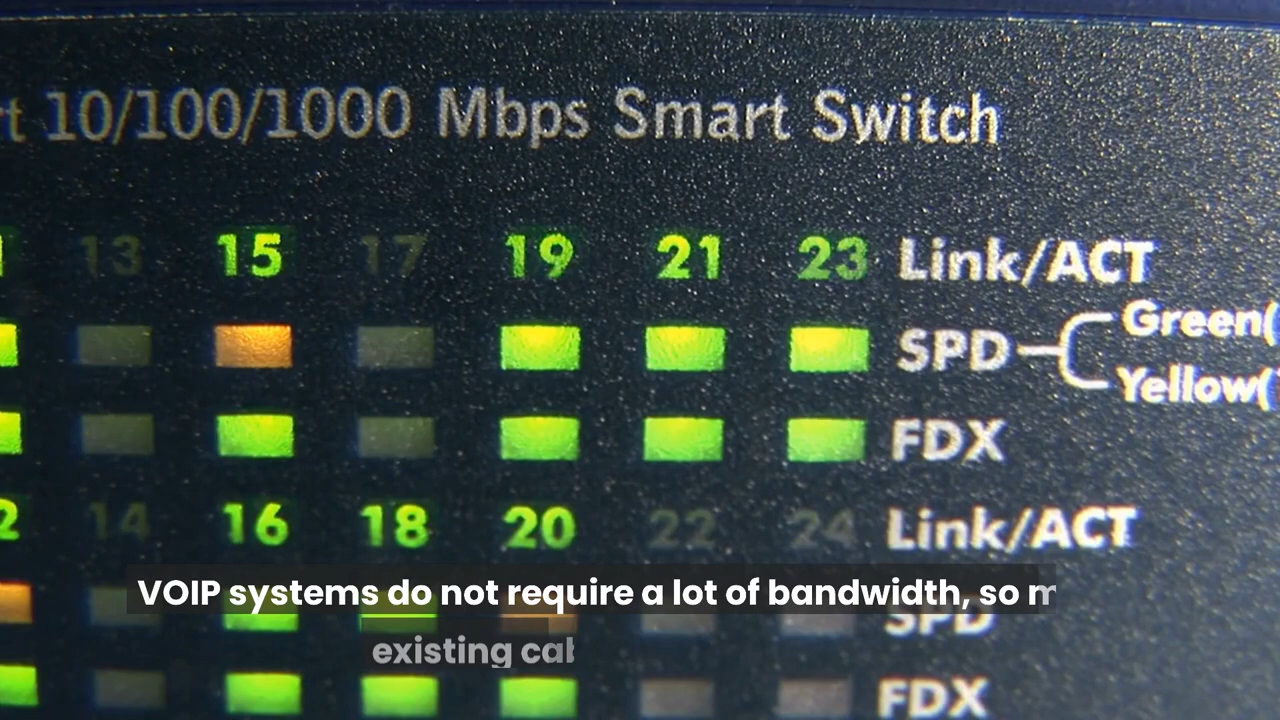 10/100/1000 Mbps Smart Switch
13 15 17 19 21 23 Link/ACT
Green(
SPD
Yellow(
FDX
14 16 18 20 22 24 Link/ACT
VOIP systems do not require a lot of bandwidth, so
SPD
existing
FDX